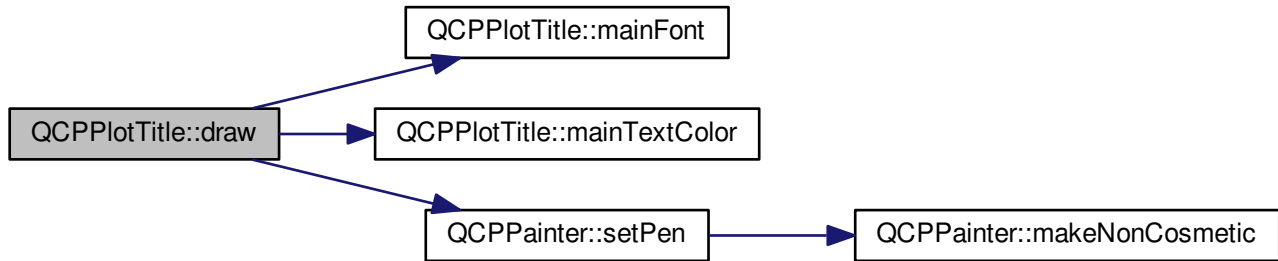 QCPPlotTitle::mainFont
QCPPlotTitle::draw
QCPPlotTitle::mainTextColor
QCPPainter::setPen
QCPPainter::makeNonCosmetic